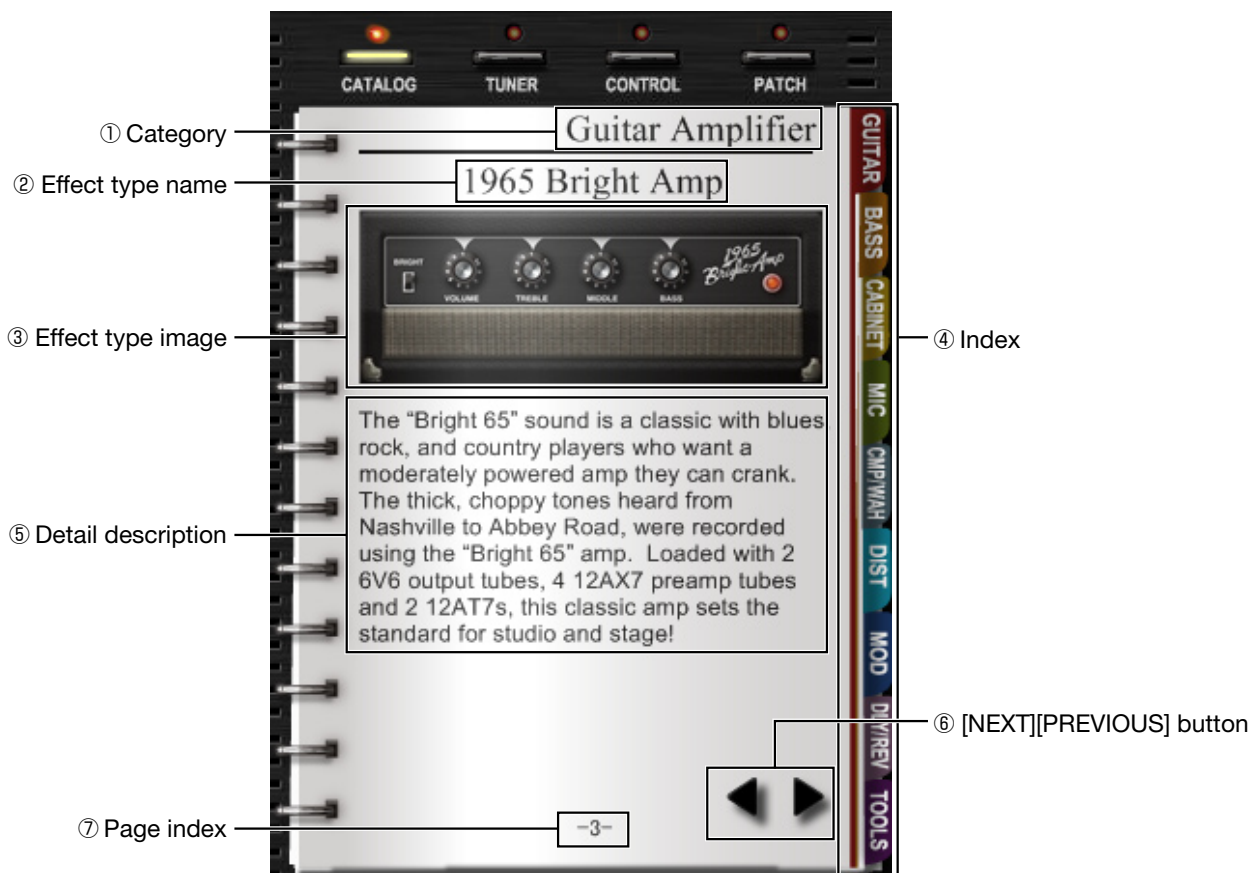 CATALOG TUNER CONTROL PATCH
① Category
Guitar Amplifier
② Effect type name
1965 Bright Amp
③ Effect type image
BRIGHT
VOLUME TREBLE MIDDLE BASS
1965
Bright Amp
④ Index
GUITAR
BASS
CABINET
MIC
CMP/WAH
DIST
MOD
DLY/REV
TOOLS
⑤ Detail description
The “Bright 65” sound is a classic with blues
rock, and country players who want a
moderately powered amp they can crank.
The thick, choppy tones heard from
Nashville to Abbey Road, were recorded
using the “Bright 65” amp. Loaded with 2
6V6 output tubes, 4 12AX7 preamp tubes
and 2 12AT7s, this classic amp sets the
standard for studio and stage!
⑥ [NEXT][PREVIOUS] button
⑦ Page index
-3-